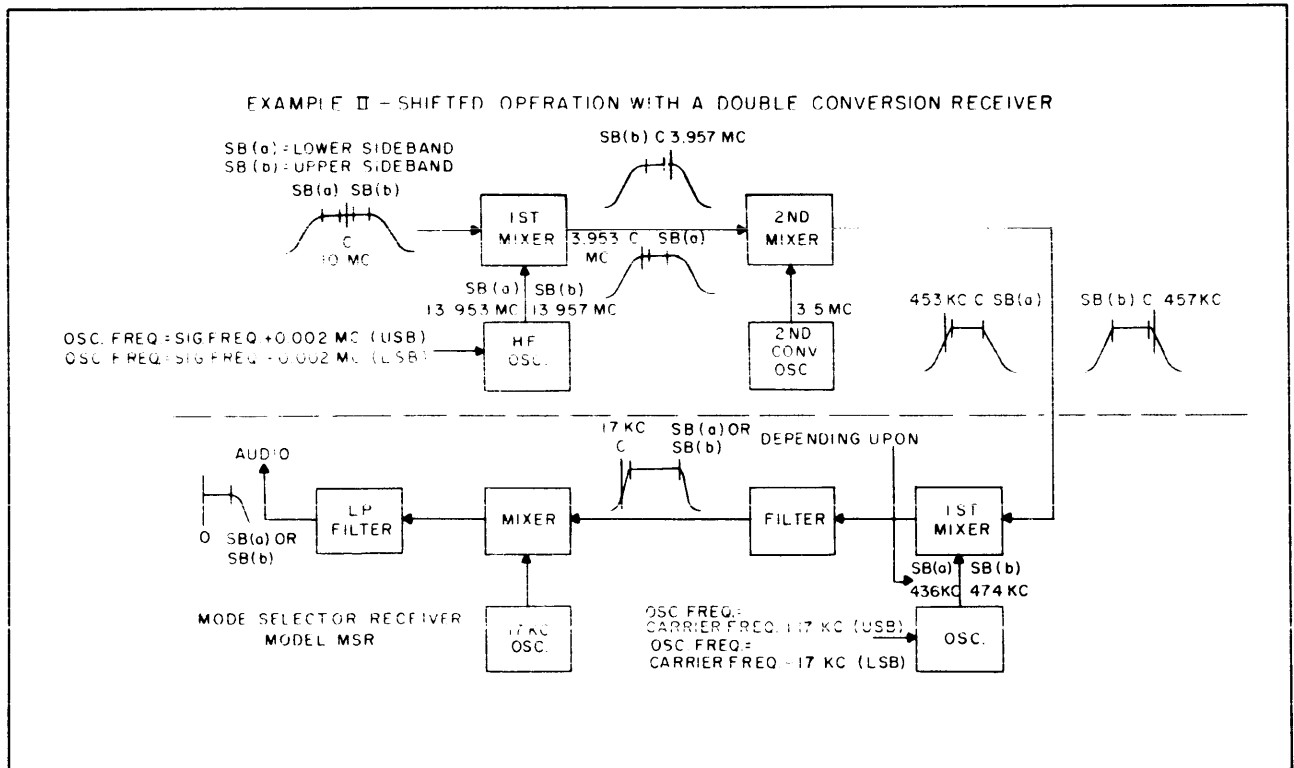 EXAMPLE II - SHIFTED OPERATION WITH A DOUBLE CONVERSION RECEIVER
SB(a)=LOWER SIDEBAND
SB(b)=UPPER SIDEBAND
SB(a) SB(b)
C
10 MC
1ST
MIXER
SB(b) C 3.957 MC
3.953 C SB(a)
MC
2ND
MIXER
SB(a) SB(b)
13 953 MC 13 957 MC
OSC. FREQ.=SIG FREQ +0.002 MC (USB)
OSC FREQ.=SIG FREQ -0.002 MC (LSB)
HF
OSC.
3 5 MC
2ND
CONV
OSC
453 KC C SB(a)
SB(b) C 457KC
AUDIO
0 SB(a) OR
SB(b)
LP
FILTER
MIXER
17 KC
C
SB(a) OR
SB(b)
DEPENDING UPON
FILTER
1ST
MIXER
SB(a) SB(b)
436KC 474 KC
MODE SELECTOR RECEIVER
MODEL MSR
17 KC
OSC.
OSC FREQ.=
CARRIER FREQ. +17 KC (USB)
OSC FREQ.=
CARRIER FREQ - 17 KC (LSB)
OSC.